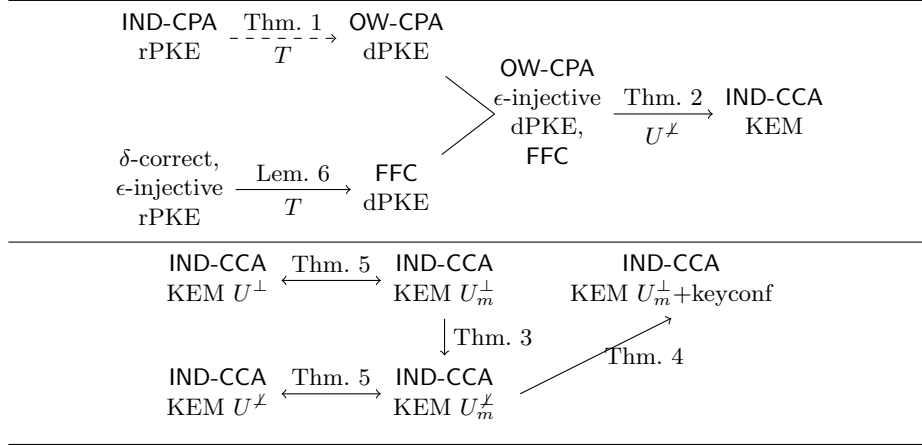 IND-CPA
rPKE
Thm. 1
T
OW-CPA
dPKE
OW-CPA
ϵ-injective
dPKE,
FFC
Thm. 2
U^⊥̸
IND-CCA
KEM
δ-correct,
ϵ-injective
rPKE
Lem. 6
T
FFC
dPKE
IND-CCA
KEM U^⊥
Thm. 5
IND-CCA
KEM U_m^⊥
IND-CCA
KEM U_m^⊥+keyconf
Thm. 3
Thm. 4
IND-CCA
KEM U^⊥̸
Thm. 5
IND-CCA
KEM U_m^⊥̸